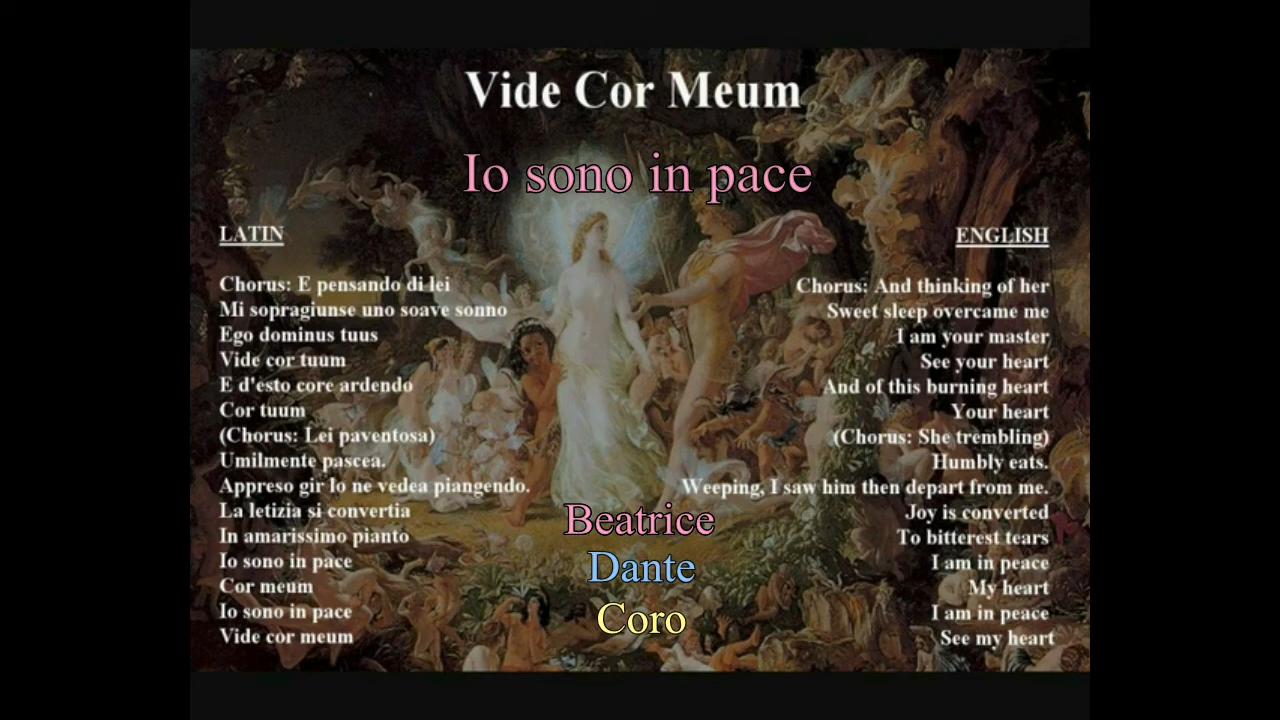 Vide Cor Meum
Io sono in pace
LATIN
Chorus: E pensando di lei
Mi sopragiunse uno soave sonno
Ego dominus tuus
Vide cor tuum
E d'esto core ardendo
Cor tuum
(Chorus: Lei paventosa)
Umilmente pascea.
Appreso gir lo ne vedea piangendo.
La letizia si convertia
In amarissimo pianto
Io sono in pace
Cor meum
Io sono in pace
Vide cor meum
ENGLISH
Chorus: And thinking of her
Sweet sleep overcame me
I am your master
See your heart
And of this burning heart
Your heart
(Chorus: She trembling)
Humbly eats.
Weeping, I saw him then depart from me.
Joy is converted
To bitterest tears
I am in peace
My heart
I am in peace
See my heart
Beatrice
Dante
Coro